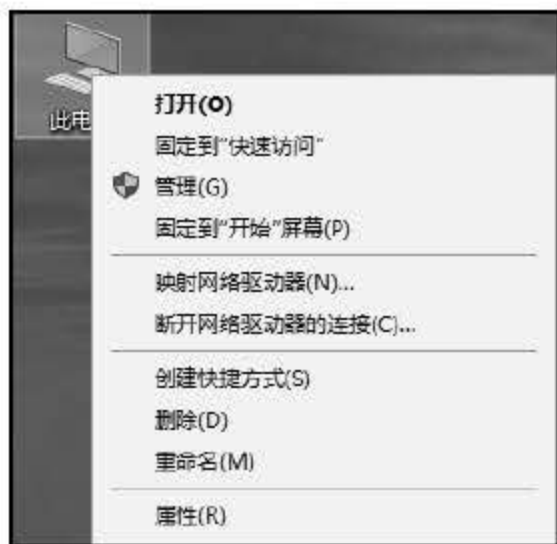 此电
打开(O)
固定到"快速访问"
管理(G)
固定到"开始"屏幕(P)
映射网络驱动器(N)...
断开网络驱动器的连接(C)...
创建快捷方式(S)
删除(D)
重命名(M)
属性(R)